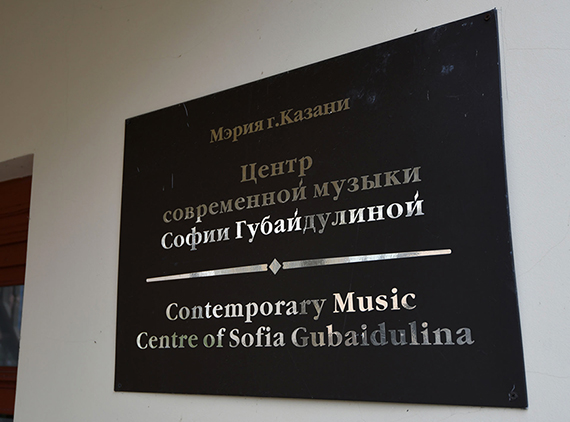 Мэрия г.Казани
Центр
современной музыки
Софии Губайдулиной
Contemporary Music
Centre of Sofia Gubaidulina